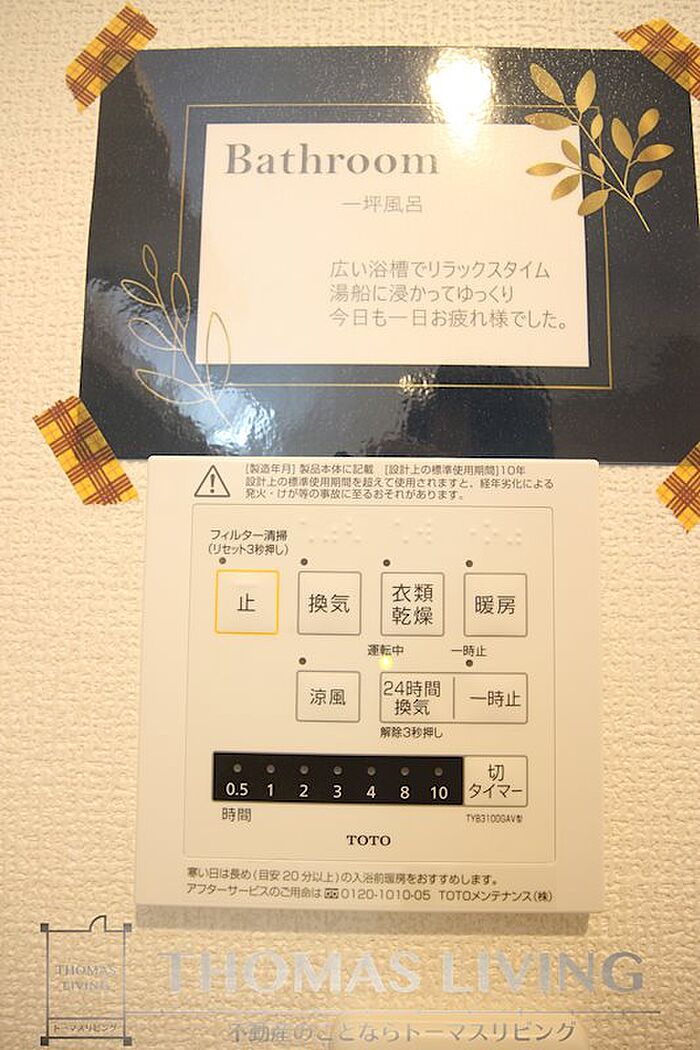 Bathroom
一坪風呂
広い浴槽でリラックスタイム
湯船に浸かってゆっくり
今日も一日お疲れ様でした。
[製造年月] 製品本体に記載 [設計上の標準使用期間]10年
設計上の標準使用期間を超えて使用されますと、経年劣化による
発火・けが等の事故に至るおそれがあります。
フィルター清掃
(リセット3秒押し)
止
換気
衣類
乾燥
暖房
運転中
一時止
涼風
24時間
換気
一時止
解除3秒押し
0.5 1 2 3 4 8 10
切
タイマー
時間
TYB3100GAV型
TOTO
寒い日は長め(目安20分以上)の入浴前暖房をおすすめします。
アフターサービスのご用命は 0120-1010-05 TOTOメンテナンス(株)
THOMAS
LIVING
トーマスリビング
THOMAS LIVING
不動産のことならトーマスリビング